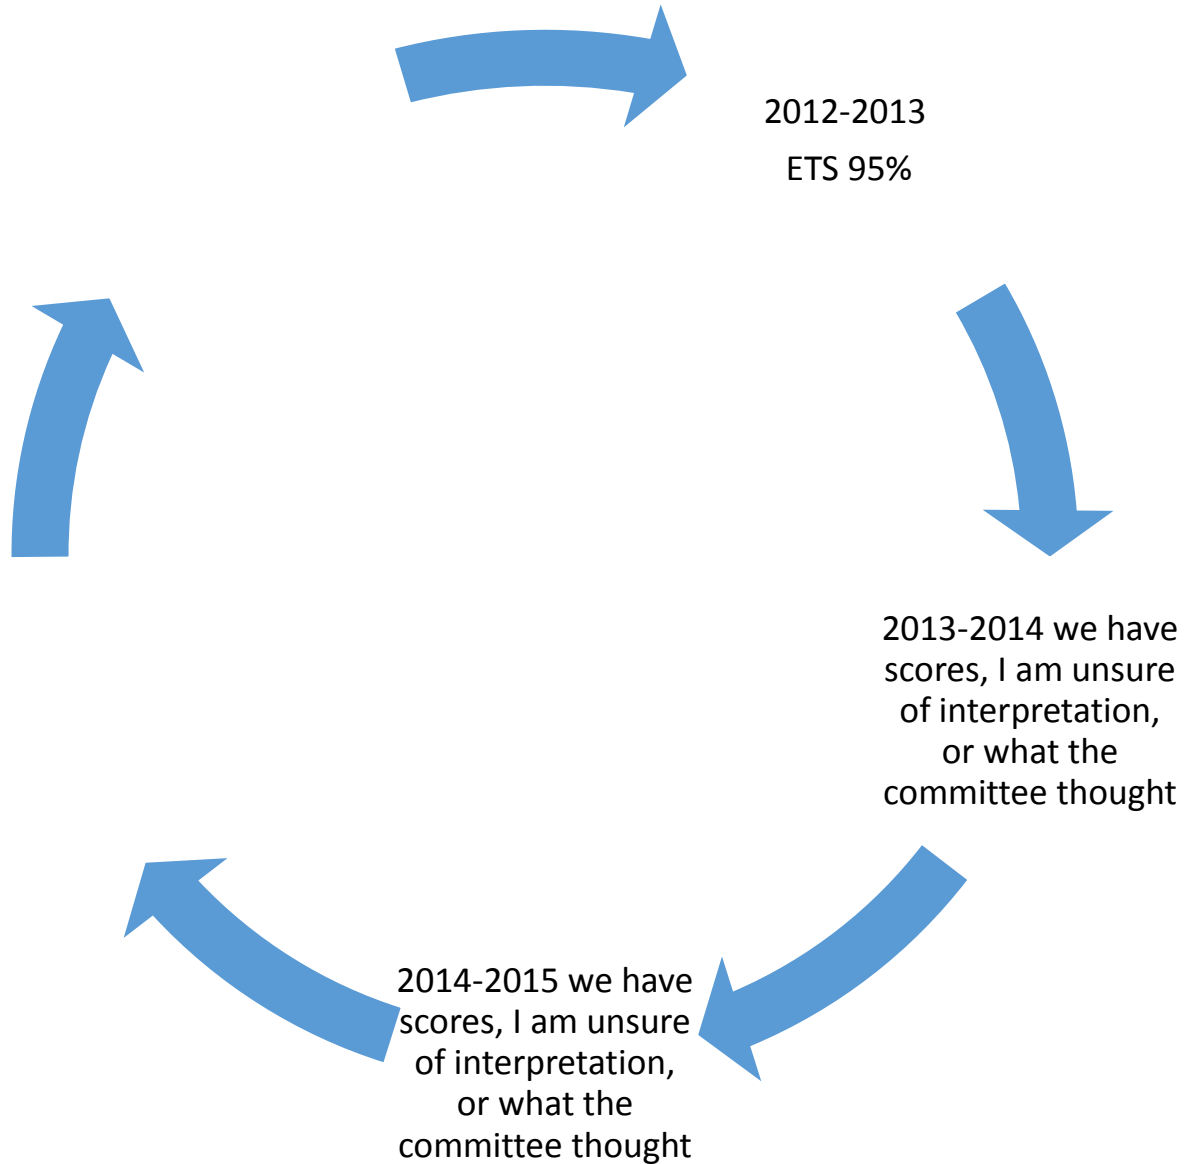 2012-2013
ETS 95%
2013-2014 we have
scores, I am unsure
of interpretation,
or what the
committee thought
2014-2015 we have
scores, I am unsure
of interpretation,
or what the
committee thought